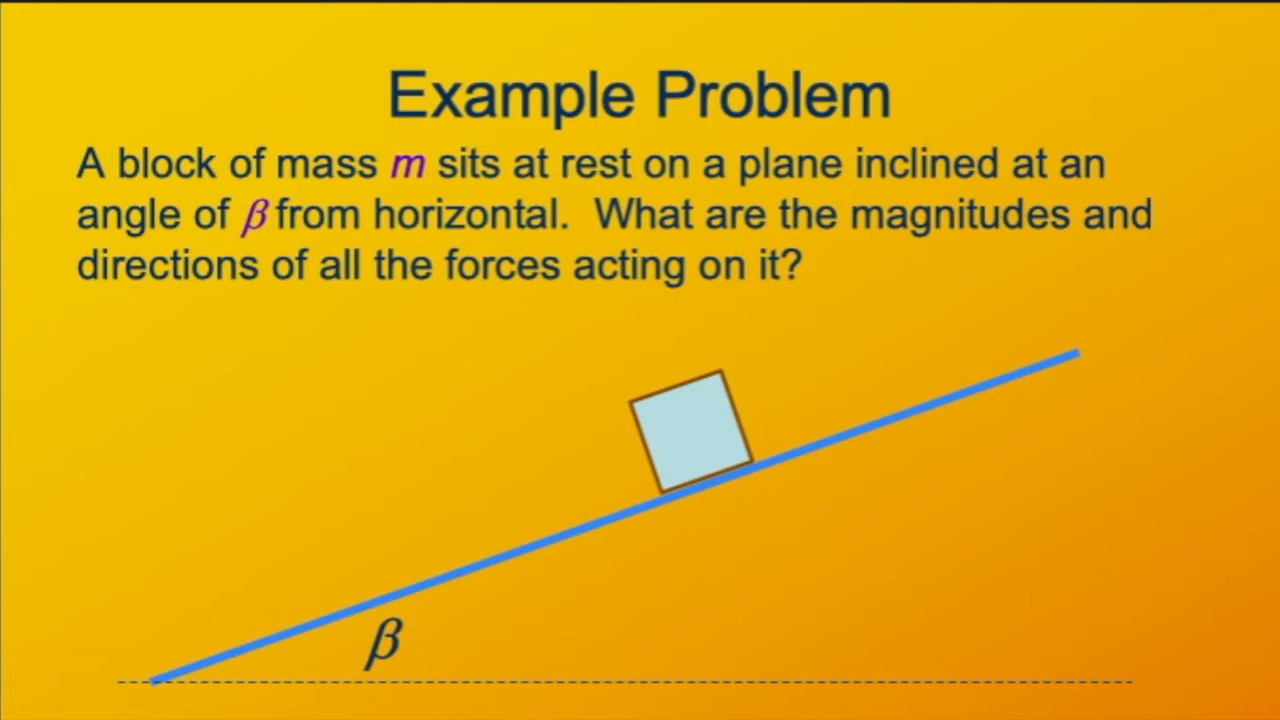 Example Problem
A block of mass m sits at rest on a plane inclined at an
angle of β from horizontal.  What are the magnitudes and
directions of all the forces acting on it?
β